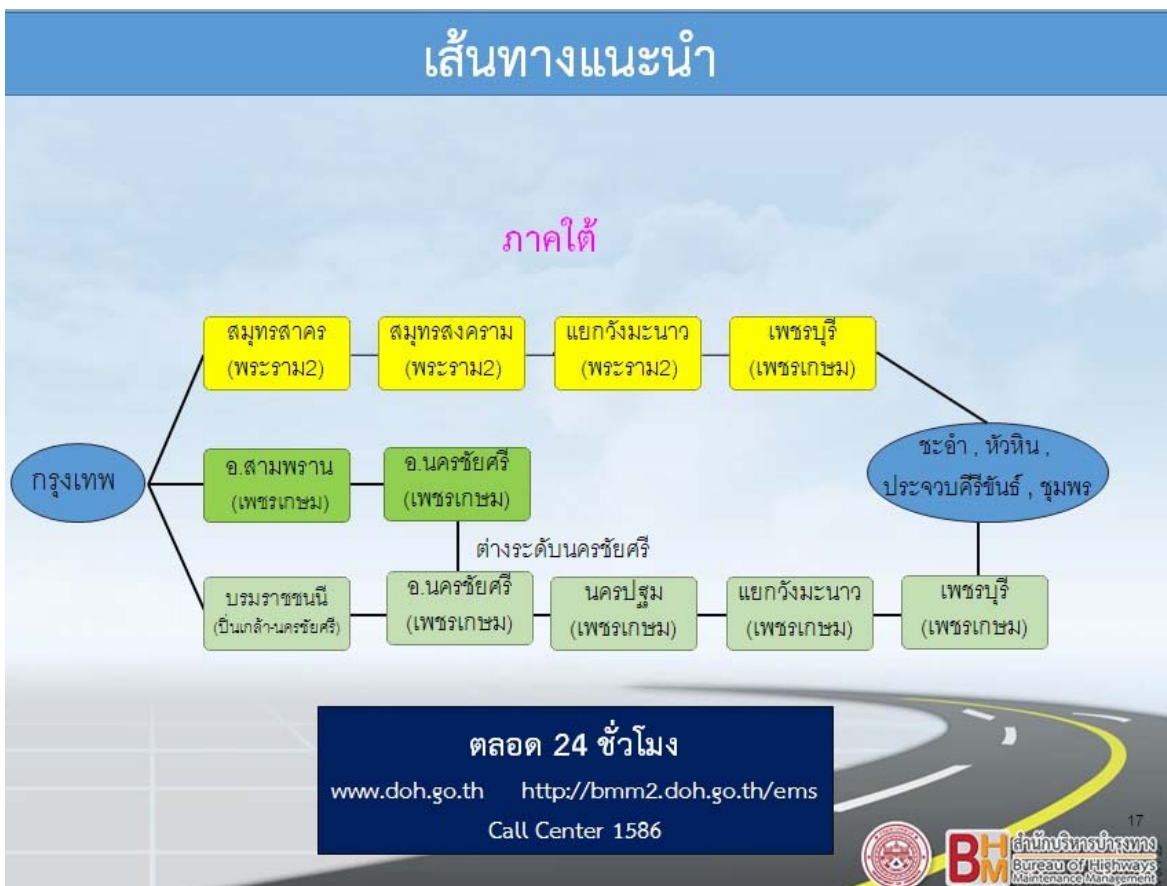 เส้นทางแนะนำ
ภาคใต้
สมุทรสาคร
(พระราม2)
สมุทรสงคราม
(พระราม2)
แยกวังมะนาว
(พระราม2)
เพชรบุรี
(เพชรเกษม)
กรุงเทพ
อ.สามพราน
(เพชรเกษม)
อ.นครชัยศรี
(เพชรเกษม)
ชะอำ , หัวหิน ,
ประจวบคีรีขันธ์ , ชุมพร
ต่างระดับนครชัยศรี
บรมราชชนนี
(ปิ่นเกล้า-นครชัยศรี)
อ.นครชัยศรี
(เพชรเกษม)
นครปฐม
(เพชรเกษม)
แยกวังมะนาว
(เพชรเกษม)
เพชรบุรี
(เพชรเกษม)
ตลอด 24 ชั่วโมง
www.doh.go.th http://bmm2.doh.go.th/ems
Call Center 1586
17
BHM
สำนักบริหารบำรุงทาง
Bureau Of Highways
Maintenance Management